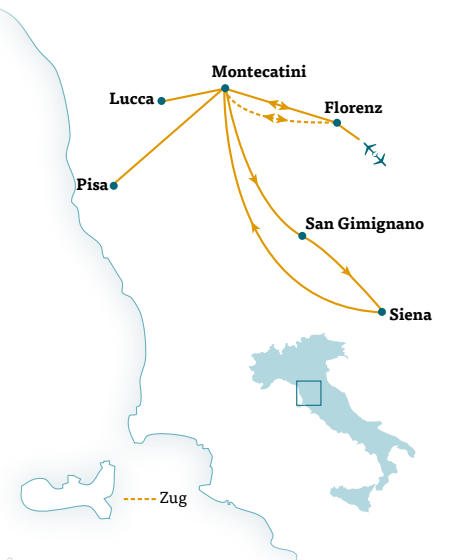 Montecatini
Lucca
Florenz
Pisa
San Gimignano
Siena
Zug